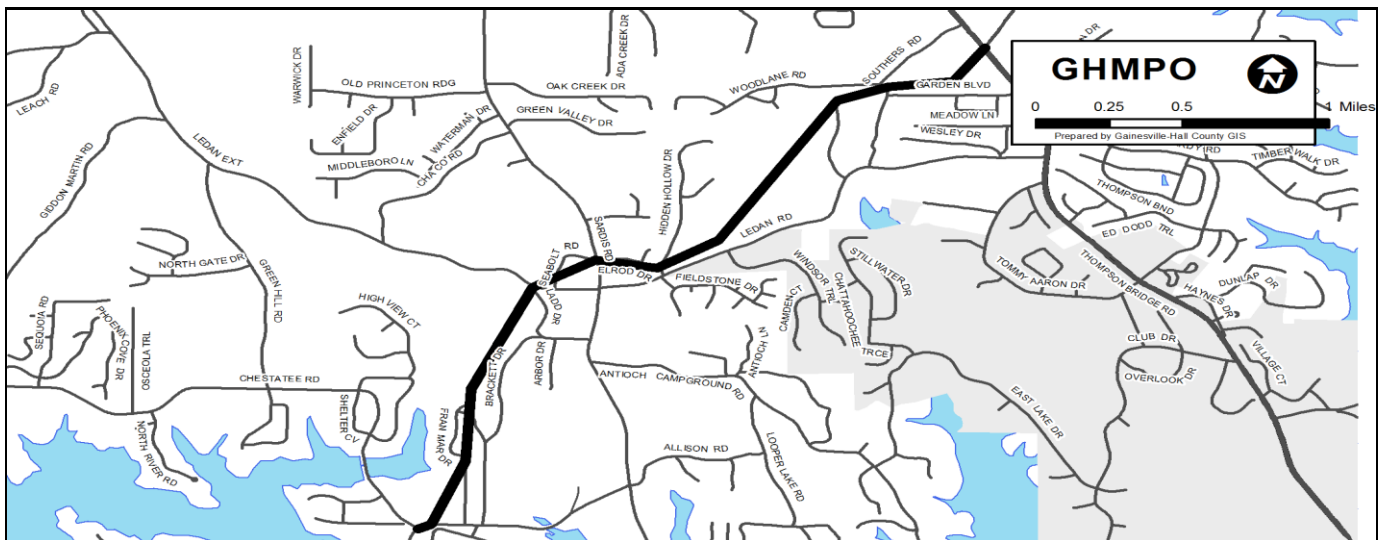 GHMPO
N
0 0.25 0.5 1 Miles
Prepared by Gainesville-Hall County GIS
WARWICK DR
OLD PRINCETON RDG
ADA CREEK DR
OAK CREEK DR
WOODLANE RD
SOUTHERS RD
GARDEN BLVD
MEADOW LN
WESLEY DR
DR
LEACH RD
ENFIELD DR
WATERMAN DR
GREEN VALLEY DR
GIDDON MARTIN RD
LEDAN EXT
MIDDLEBORO LN
CHA CO RD
HIDDEN HOLLOW DR
TIMBER WALK DR
THOMPSON BND
ED DODD TRL
LEDAN RD
SARDIS RD
SEABOLT RD
ELROD DR
FIELDSTONE DR
WINDSOR TRL
STILLWATER DR
CHATTAHOOCHEE TRCE
CAMDEN CT
TOMMY AARON DR
THOMPSON BRIDGE RD
HAYNES DR
DUNLAP DR
NORTH GATE DR
GREEN HILL RD
HIGH VIEW CT
LADD DR
SEQUOIA RD
PHOENIX COVE DR
OSCEOLA TRL
CHESTATEE RD
BRACKETT DR
ARBOR DR
ANTIOCH LN
ANTIOCH CAMPGROUND RD
CLUB DR
OVERLOOK DR
VILLAGE CT
EAST LAKE DR
SHELTER CV
FRAN MAR DR
NORTH RIVER RD
ALLISON RD
LOOPER LAKE RD